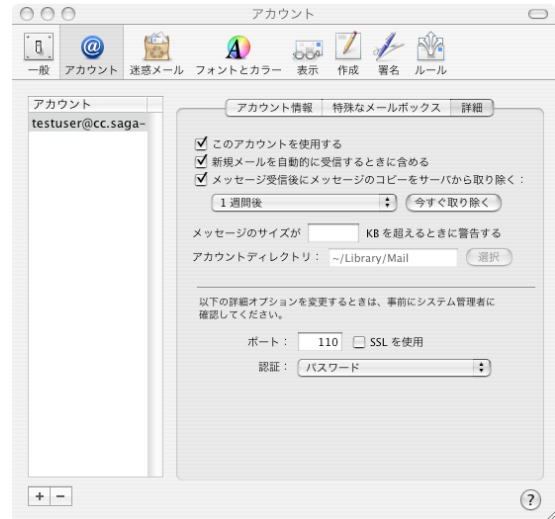 アカウント
一般 アカウント 迷惑メール フォントとカラー 表示 作成 署名 ルール
アカウント
testuser@cc.saga-
アカウント情報 特殊なメールボックス 詳細
このアカウントを使用する
新規メールを自動的に受信するときに含める
メッセージ受信後にメッセージのコピーをサーバから取り除く：
1 週間後 今すぐ取り除く
メッセージのサイズが KB を超えるときに警告する
アカウントディレクトリ： ~/Library/Mail 選択
以下の詳細オプションを変更するときは、事前にシステム管理者に
確認してください。
ポート： 110 SSL を使用
認証： パスワード
+ − ?